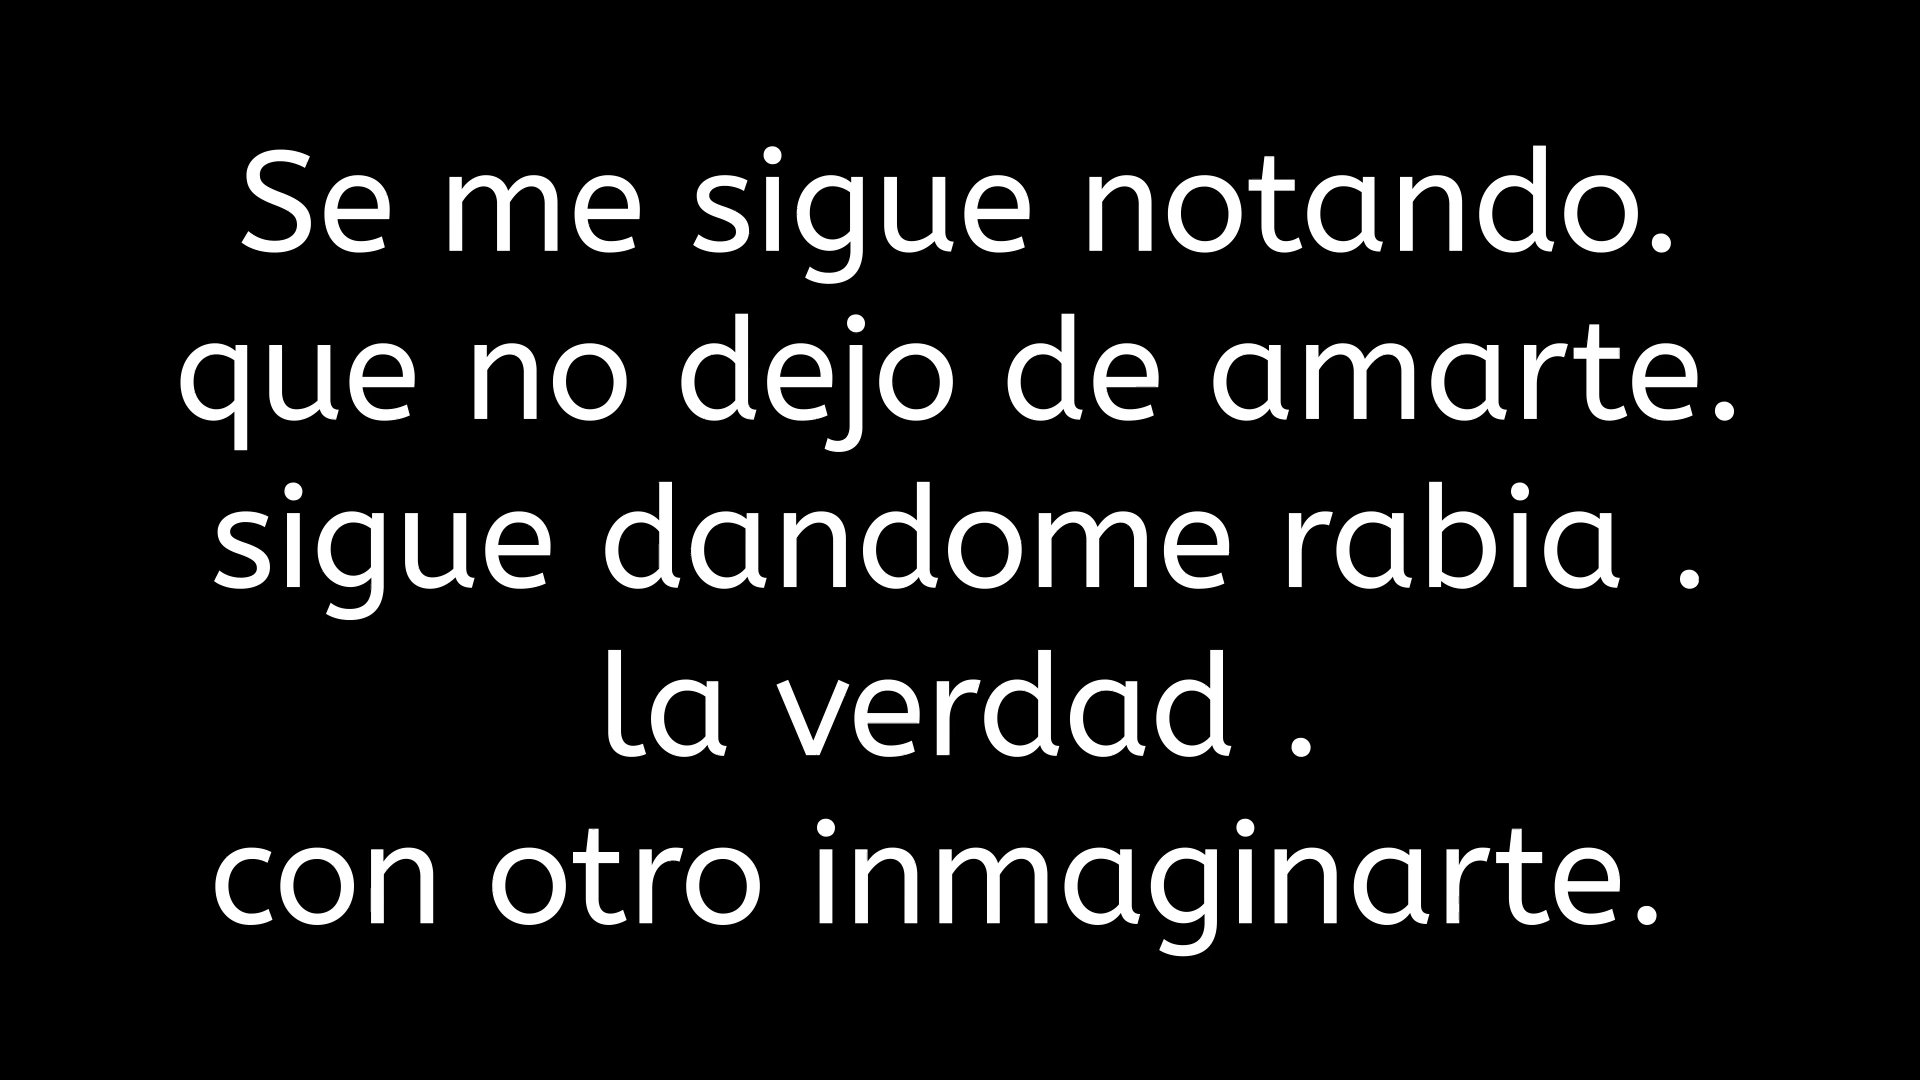 Se me sigue notando.
que no dejo de amarte.
sigue dandome rabia .
la verdad .
con otro inmaginarte.